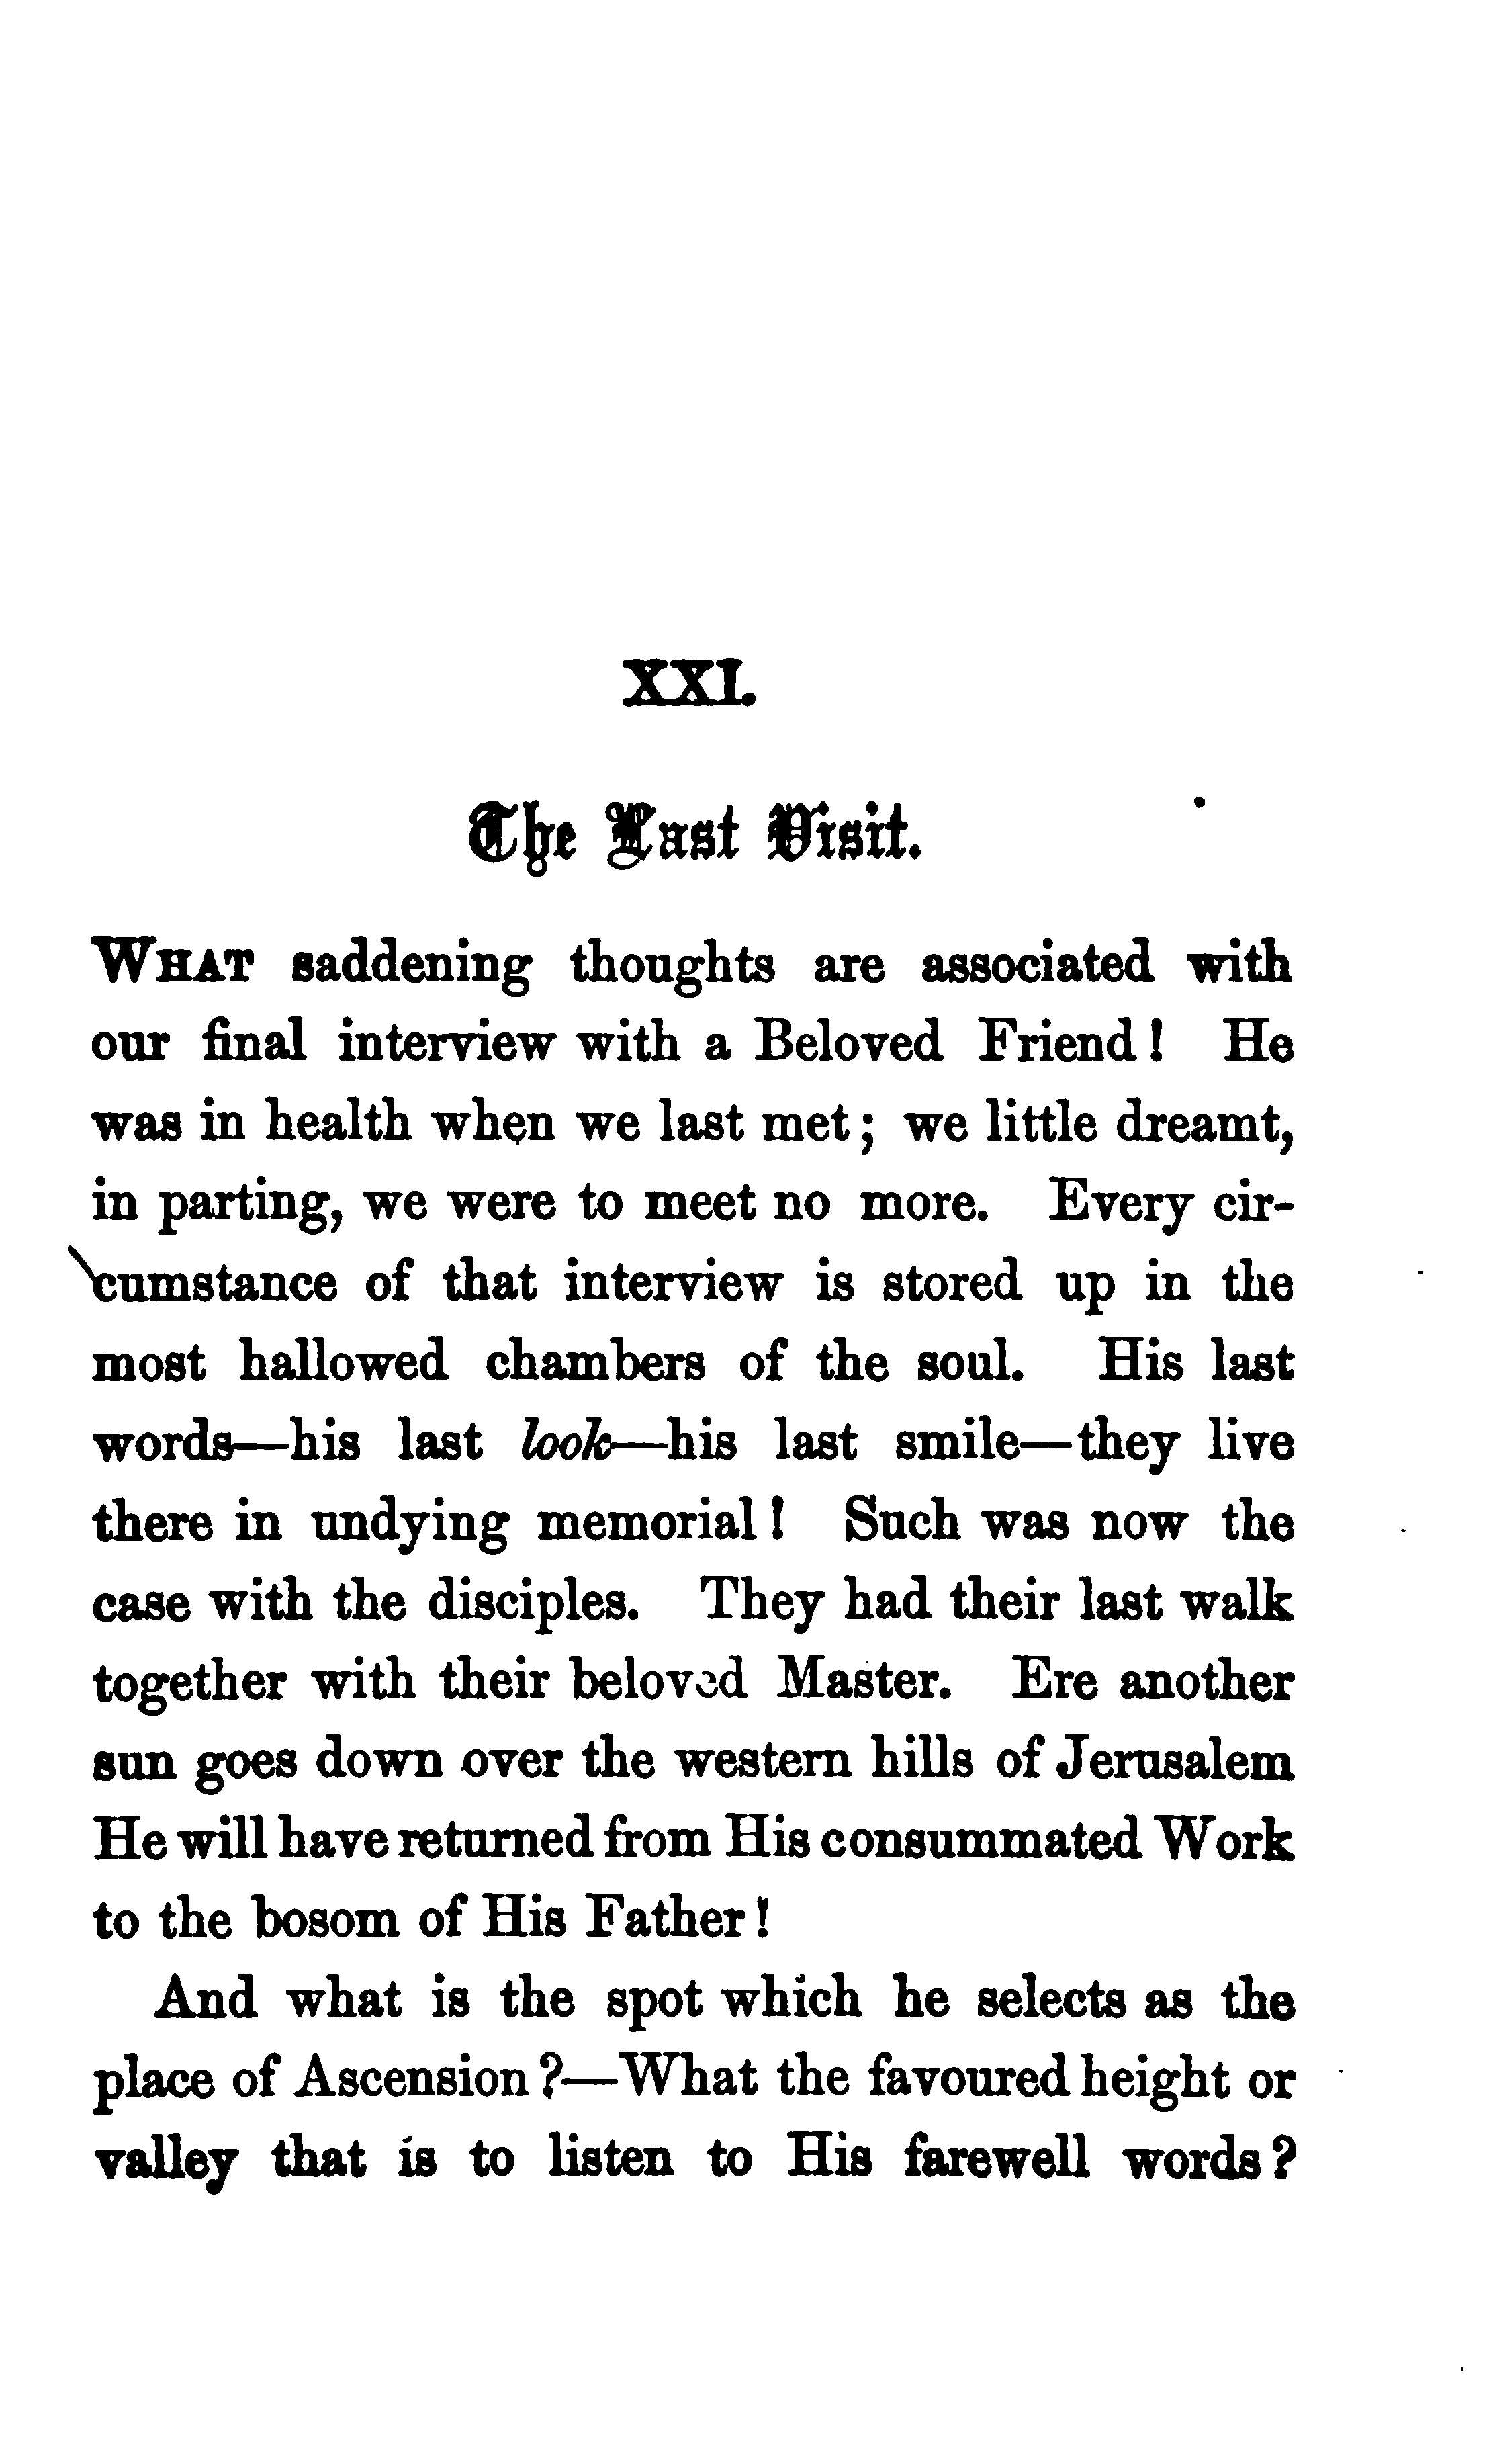 XXI.
The Last Visit.
WHAT saddening thoughts are associated with
our final interview with a Beloved Friend! He
was in health when we last met; we little dreamt,
in parting, we were to meet no more. Every cir-
cumstance of that interview is stored up in the
most hallowed chambers of the soul. His last
words—his last look—his last smile—they live
there in undying memorial! Such was now the
case with the disciples. They had their last walk
together with their beloved Master. Ere another
sun goes down over the western hills of Jerusalem
He will have returned from His consummated Work
to the bosom of His Father!
And what is the spot which he selects as the
place of Ascension?—What the favoured height or
valley that is to listen to His farewell words?